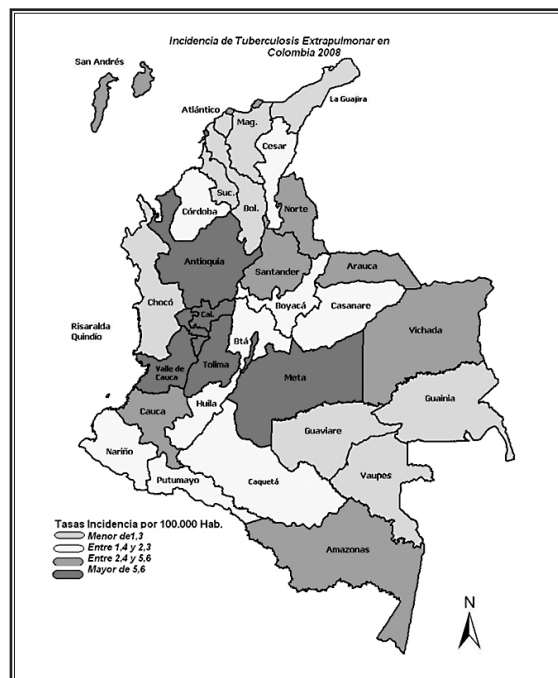 Incidencia de Tuberculosis Extrapulmonar en
Colombia 2008
San Andrés
La Guajira
Atlántico
Mag.
Cesar
Suc.
Córdoba
Bol.
Norte
Antioquia
Santander
Arauca
Chocó
Cal.
Boyacá
Casanare
Vichada
Risaralda
Quindío
Btá
Valle de
Cauca
Tolima
Meta
Guainia
Cauca
Huila
Guaviare
Nariño
Vaupes
Putumayo
Caquetá
Tasas Incidencia por 100.000 Hab.
Menor de1,3
Entre 1,4 y 2,3
Entre 2,4 y 5,6
Mayor de 5,6
Amazonas
N